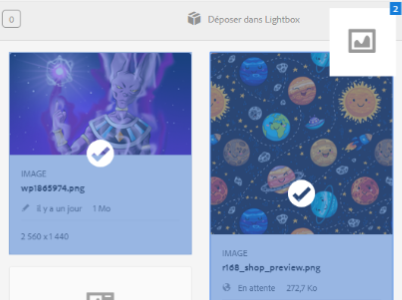 0
Déposer dans Lightbox
2
IMAGE
wp1865974.png
il y a un jour 1 Mo
2 560 x 1 440
IMAGE
r168_shop_preview.png
En attente 272,7 Ko